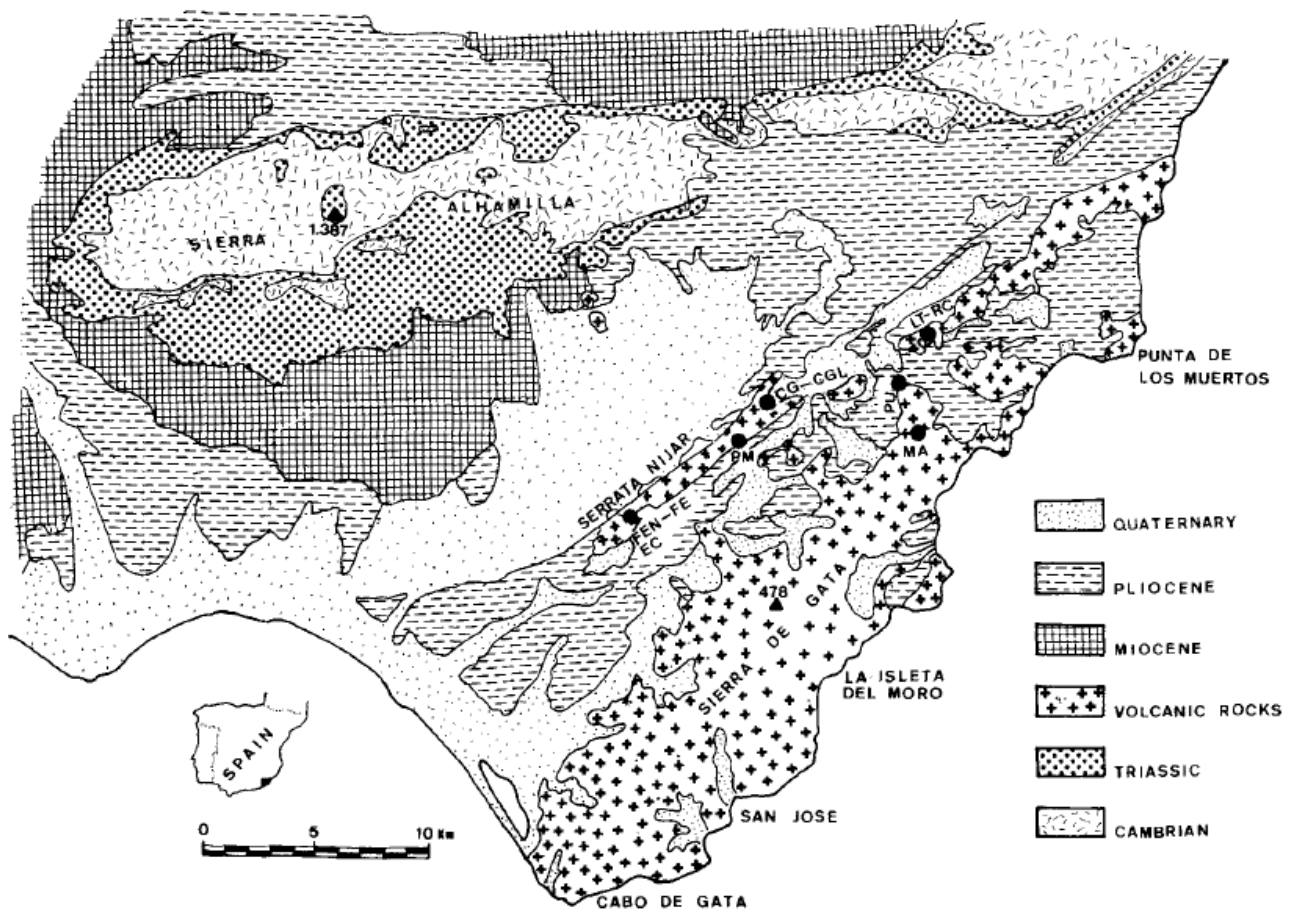 SIERRA ALHAMILLA
1.387
LT-RC
PUNTA DE
LOS MUERTOS
CG-CGL
PU
SERRATA NIJAR
PM
MA
FEN-FE
EC
QUATERNARY
PLIOCENE
478
SIERRA DE GATA
MIOCENE
LA ISLETA
DEL MORO
VOLCANIC ROCKS
SPAIN
TRIASSIC
SAN JOSE
0 5 10 Km
CAMBRIAN
CABO DE GATA